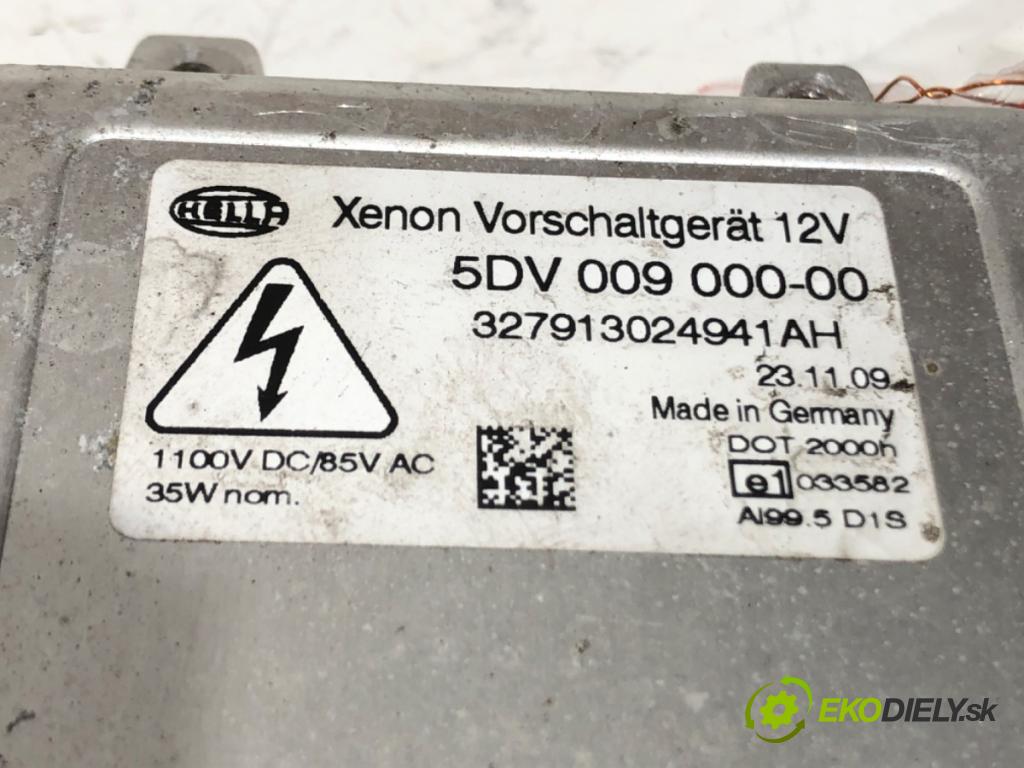 HELLA
Xenon Vorschaltgerät 12V
5DV 009 000-00
327913024941AH
23.11.09
Made in Germany
DOT 2000h
e1 033582
Al99.5 D1S
1100V DC/85V AC
35W nom.
EKODIELY.sk